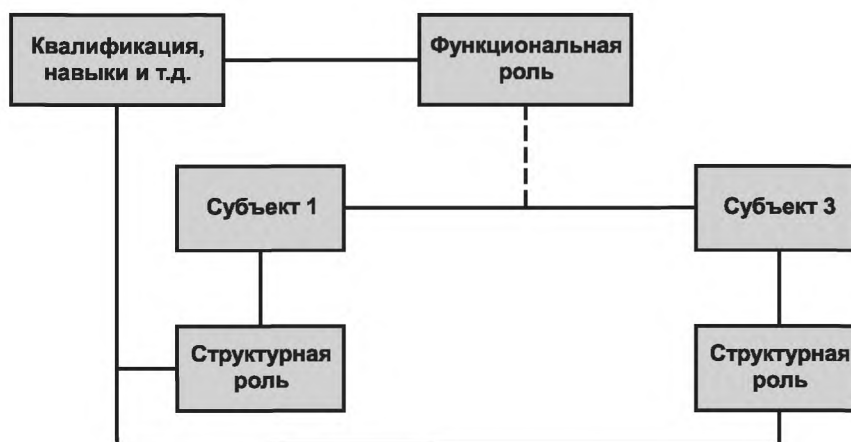 Квалификация,
навыки и т.д.
Функциональная
роль
Субъект 1
Субъект 3
Структурная
роль
Структурная
роль